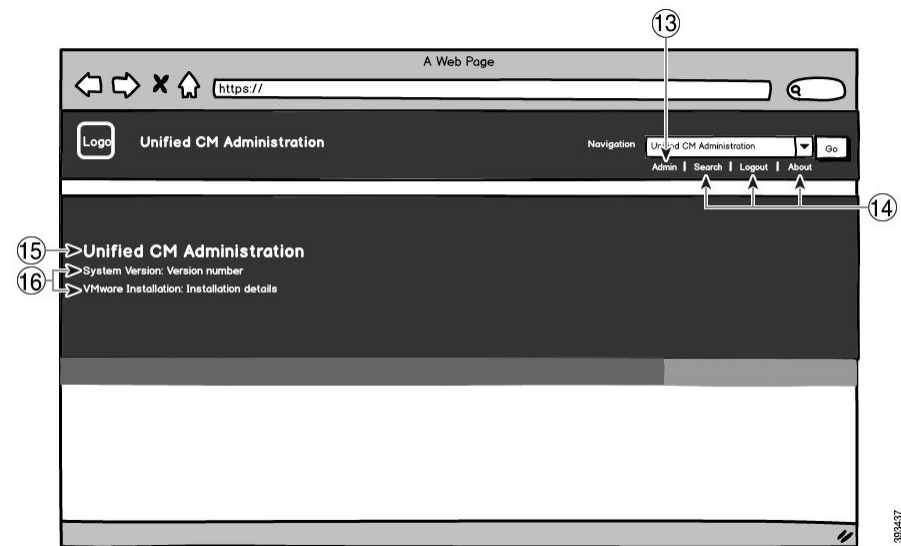 13
A Web Page
https://
Logo
Unified CM Administration
Navigation
Unified CM Administration
Go
Admin | Search | Logout | About
14
15
Unified CM Administration
16
System Version: Version number
VMware Installation: Installation details
393437